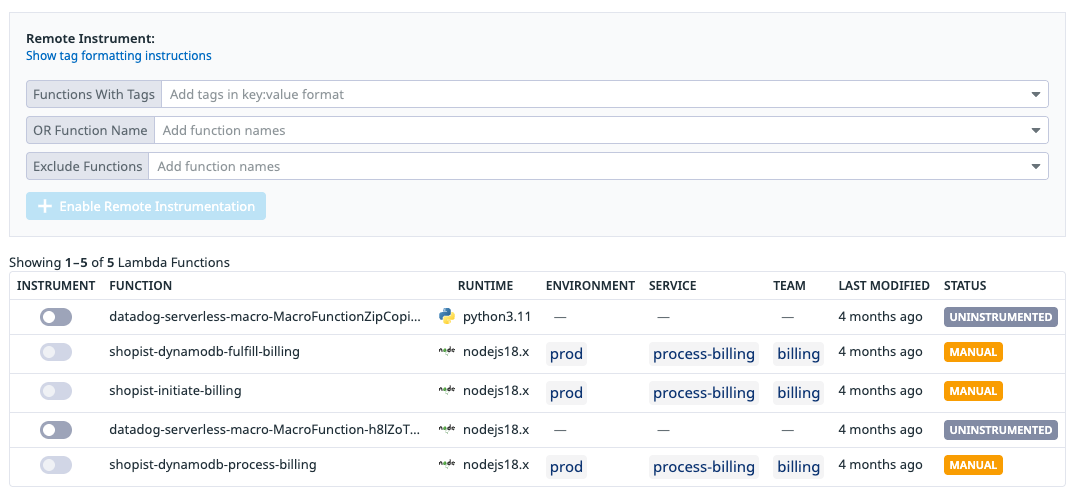 Remote Instrument:
Show tag formatting instructions
Functions With Tags Add tags in key:value format
OR Function Name Add function names
Exclude Functions Add function names
+ Enable Remote Instrumentation
Showing 1–5 of 5 Lambda Functions
INSTRUMENT FUNCTION RUNTIME ENVIRONMENT SERVICE TEAM LAST MODIFIED STATUS
datadog-serverless-macro-MacroFunctionZipCopi... python3.11 — — — 4 months ago UNINSTRUMENTED
shopist-dynamodb-fulfill-billing nodejs18.x prod process-billing billing 4 months ago MANUAL
shopist-initiate-billing nodejs18.x prod process-billing billing 4 months ago MANUAL
datadog-serverless-macro-MacroFunction-h8lZoT... nodejs18.x — — — 4 months ago UNINSTRUMENTED
shopist-dynamodb-process-billing nodejs18.x prod process-billing billing 4 months ago MANUAL